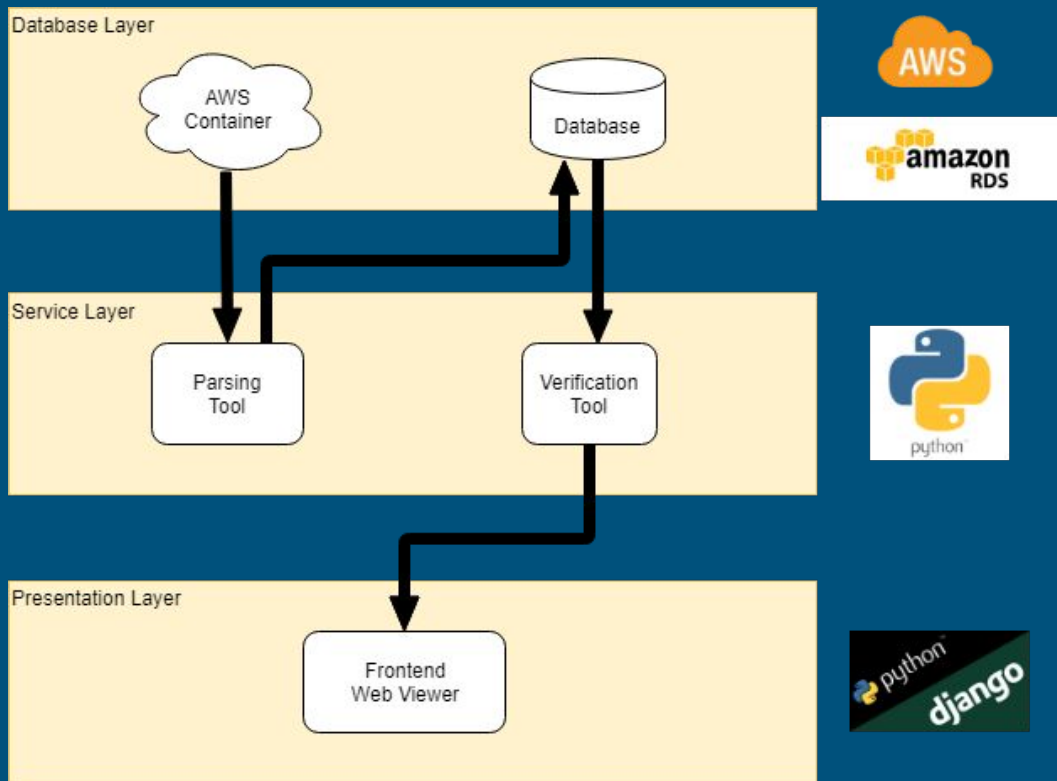 Database Layer
AWS
Container
Database
AWS
amazon
RDS
Service Layer
Parsing
Tool
Verification
Tool
python
Presentation Layer
Frontend
Web Viewer
python
django